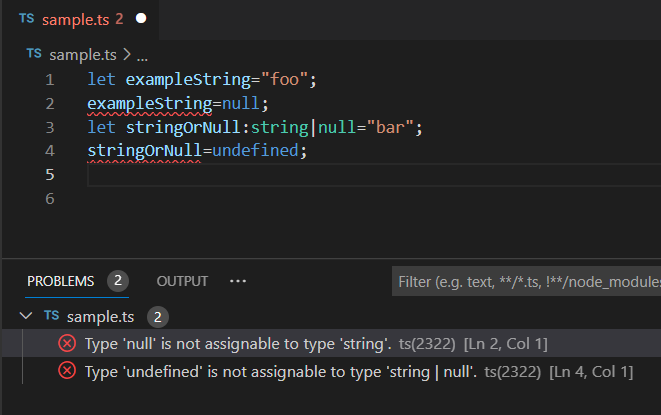 TS sample.ts 2
TS sample.ts > ...
1 let exampleString="foo";
2 exampleString=null;
3 let stringOrNull:string|null="bar";
4 stringOrNull=undefined;
5
6
PROBLEMS 2 OUTPUT ... Filter (e.g. text, **/*.ts, !**/node_modules
TS sample.ts 2
Type 'null' is not assignable to type 'string'. ts(2322) [Ln 2, Col 1]
Type 'undefined' is not assignable to type 'string | null'. ts(2322) [Ln 4, Col 1]